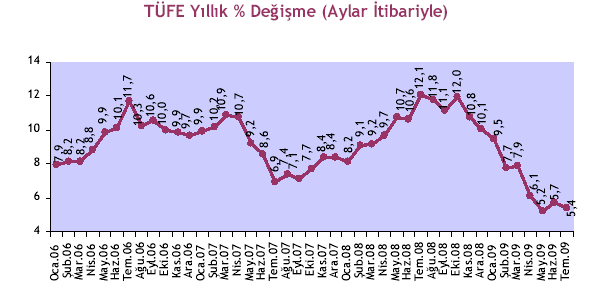 TÜFE Yıllık % Değişme (Aylar İtibariyle)
14
12
10
8
6
4
7,9
8,2
8,2
8,8
9,9
10,1
11,7
10,3
10,6
10,0
9,9
9,7
9,9
10,2
10,9
10,7
9,2
8,6
6,9
7,4
7,1
7,7
8,4
8,4
8,2
9,1
9,2
9,7
10,7
10,6
12,1
11,8
11,1
12,0
10,8
10,1
9,5
7,7
7,9
6,1
5,2
5,7
5,4
Oca.06
Şub.06
Mar.06
Nis.06
May.06
Haz.06
Tem.06
Ağu.06
Eyl.06
Eki.06
Kas.06
Ara.06
Oca.07
Şub.07
Mar.07
Nis.07
May.07
Haz.07
Tem.07
Ağu.07
Eyl.07
Eki.07
Kas.07
Ara.07
Oca.08
Şub.08
Mar.08
Nis.08
May.08
Haz.08
Tem.08
Ağu.08
Eyl.08
Eki.08
Kas.08
Ara.08
Oca.09
Şub.09
Mar.09
Nis.09
May.09
Haz.09
Tem.09